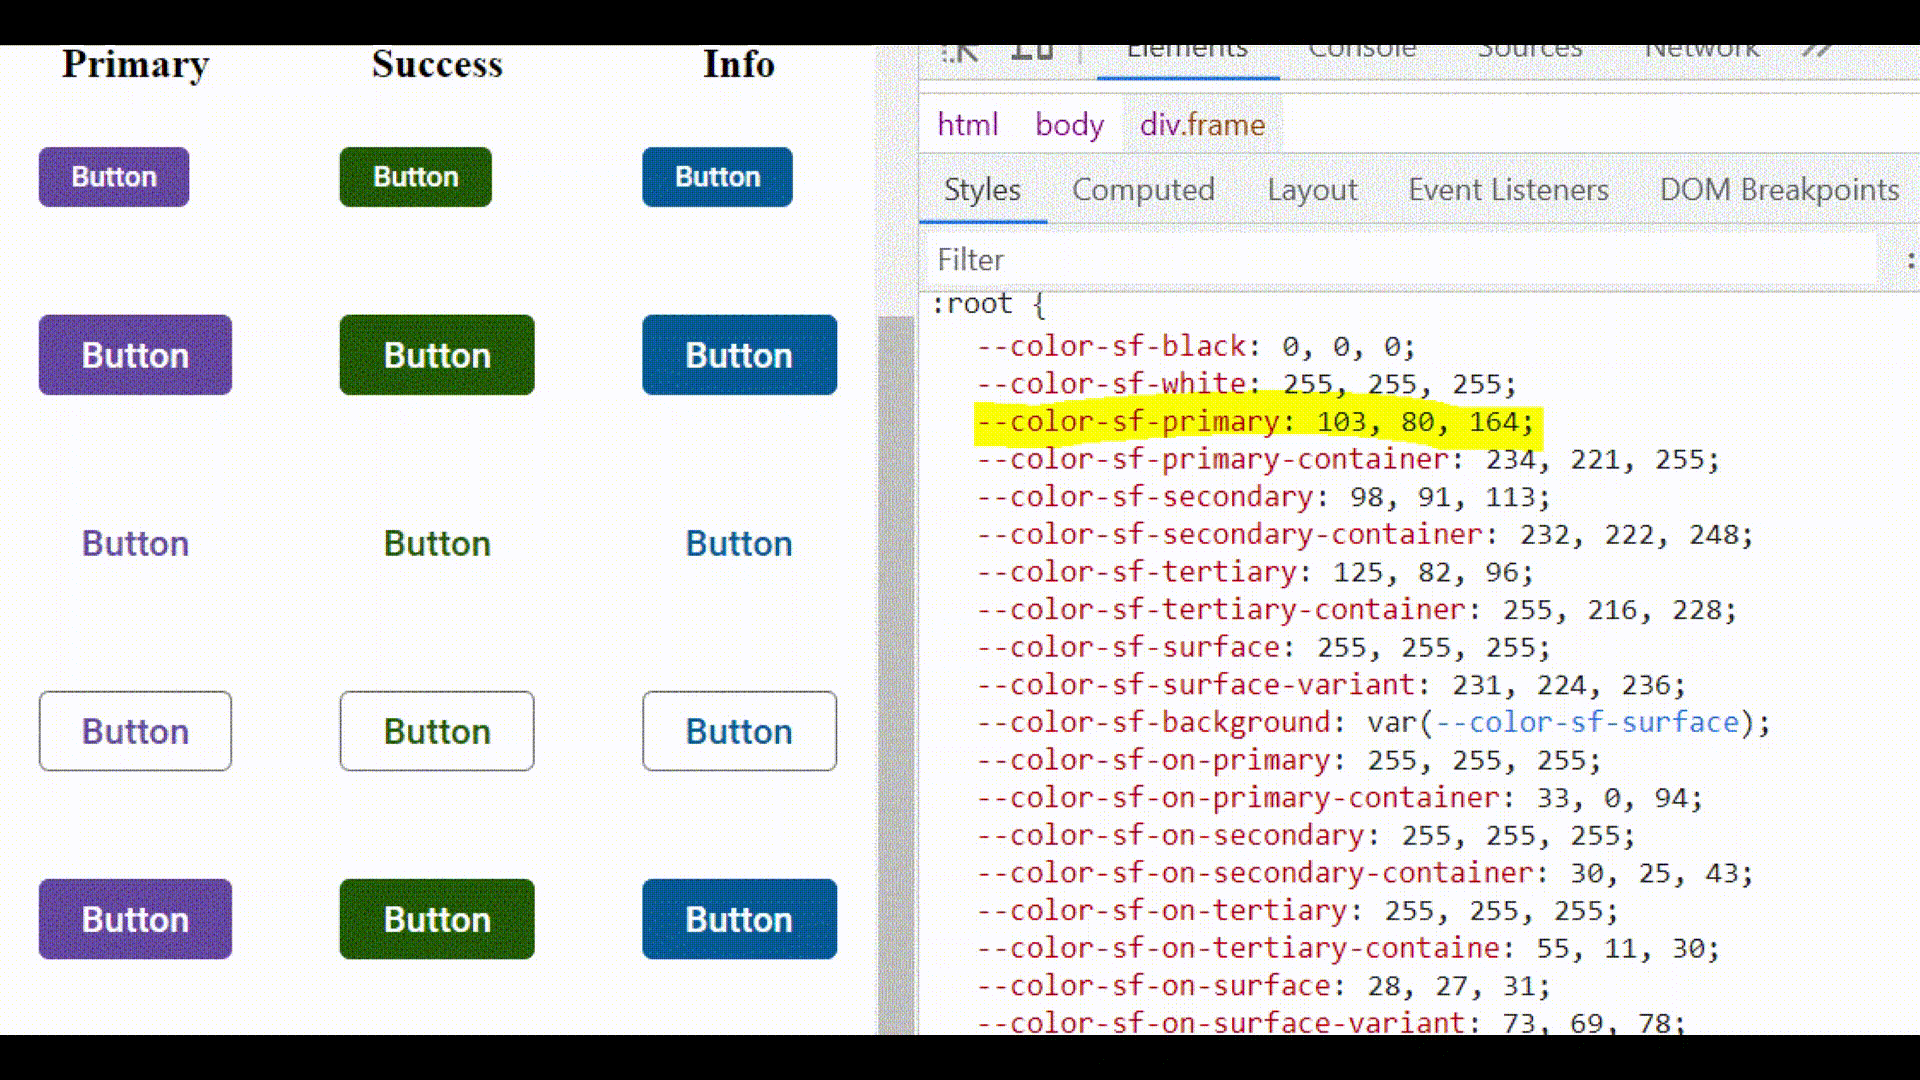 Primary Success Info
Button Button Button
Button Button Button
Button Button Button
Button Button Button
Button Button Button
Elements Console Sources Network
html body div.frame
Styles Computed Layout Event Listeners DOM Breakpoints
Filter
:root {
--color-sf-black: 0, 0, 0;
--color-sf-white: 255, 255, 255;
--color-sf-primary: 103, 80, 164;
--color-sf-primary-container: 234, 221, 255;
--color-sf-secondary: 98, 91, 113;
--color-sf-secondary-container: 232, 222, 248;
--color-sf-tertiary: 125, 82, 96;
--color-sf-tertiary-container: 255, 216, 228;
--color-sf-surface: 255, 255, 255;
--color-sf-surface-variant: 231, 224, 236;
--color-sf-background: var(--color-sf-surface);
--color-sf-on-primary: 255, 255, 255;
--color-sf-on-primary-container: 33, 0, 94;
--color-sf-on-secondary: 255, 255, 255;
--color-sf-on-secondary-container: 30, 25, 43;
--color-sf-on-tertiary: 255, 255, 255;
--color-sf-on-tertiary-containe: 55, 11, 30;
--color-sf-on-surface: 28, 27, 31;
--color-sf-on-surface-variant: 73, 69, 78;